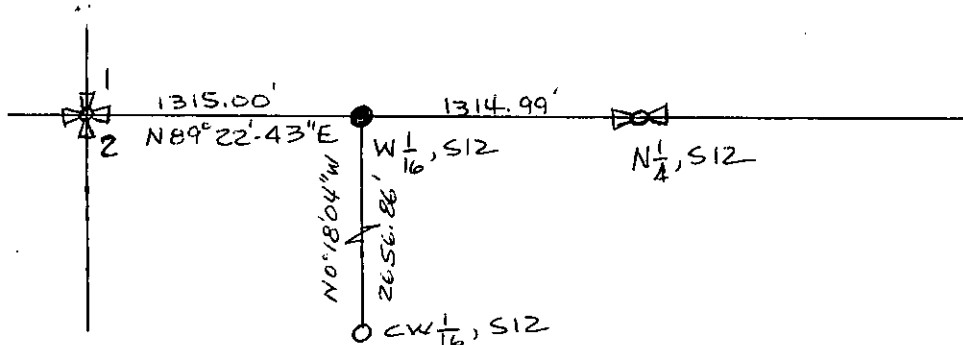 1
1315.00' 1314.99'
2 N89°22'-43"E
W 1/16, S12 N 1/4, S12
N0°18'04"W
2656.86'
CW 1/16, S12